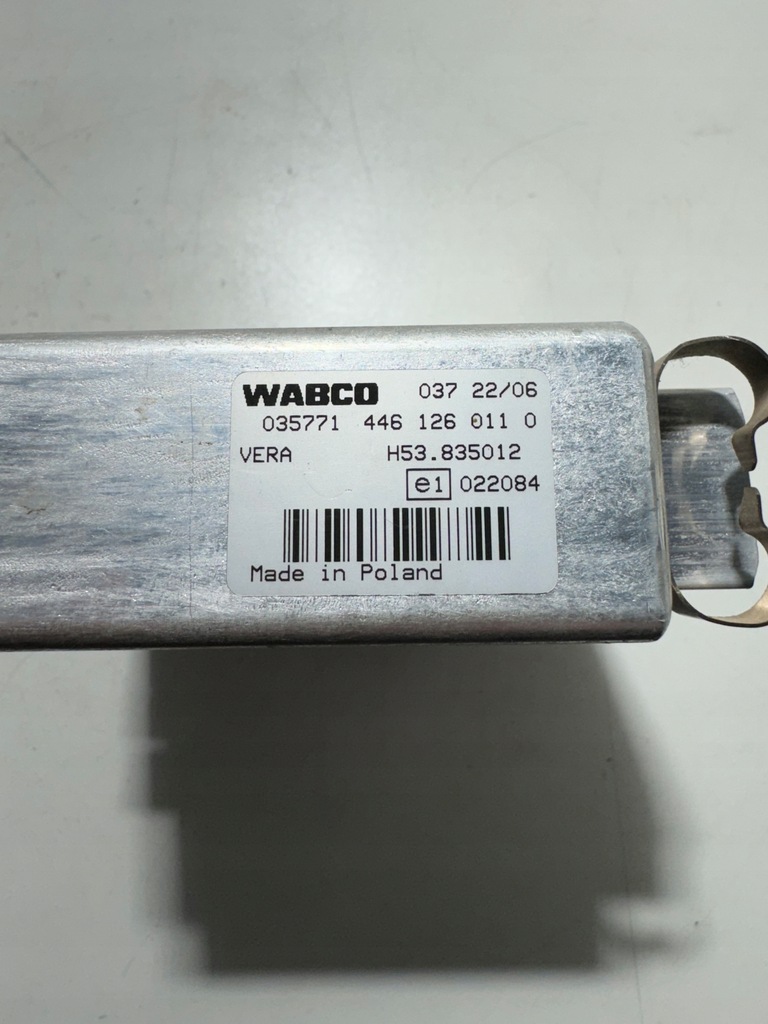 WABCO 037 22/06
035771 446 126 011 0
VERA H53.835012
e1 022084
Made in Poland